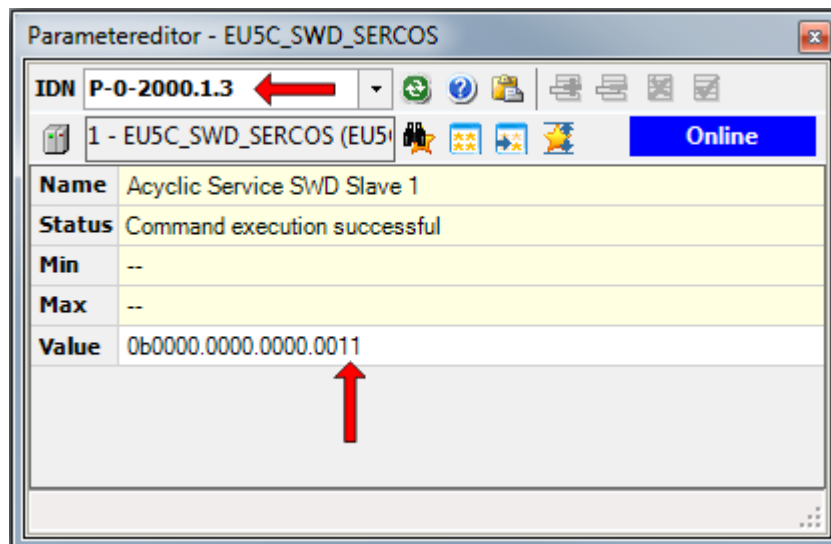 Parametereditor - EU5C_SWD_SERCOS
IDN P-0-2000.1.3
1 - EU5C_SWD_SERCOS (EU5 Online
Name Acyclic Service SWD Slave 1
Status Command execution successful
Min --
Max --
Value 0b0000.0000.0000.0011